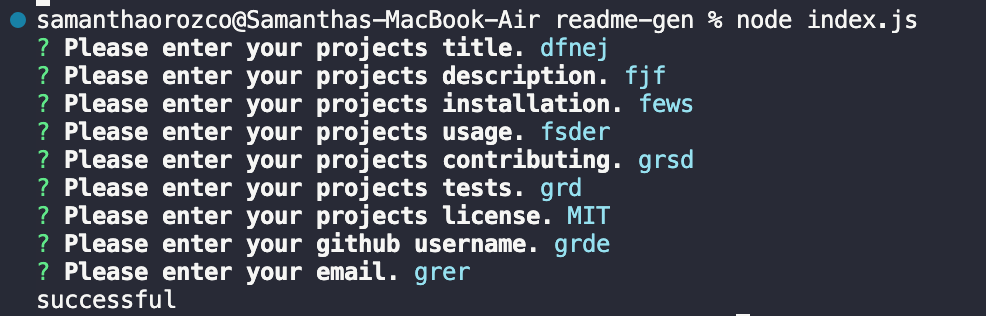 samanthaorozco@Samanthas-MacBook-Air readme-gen % node index.js
? Please enter your projects title. dfnej
? Please enter your projects description. fjf
? Please enter your projects installation. fews
? Please enter your projects usage. fsder
? Please enter your projects contributing. grsd
? Please enter your projects tests. grd
? Please enter your projects license. MIT
? Please enter your github username. grde
? Please enter your email. grer
successful